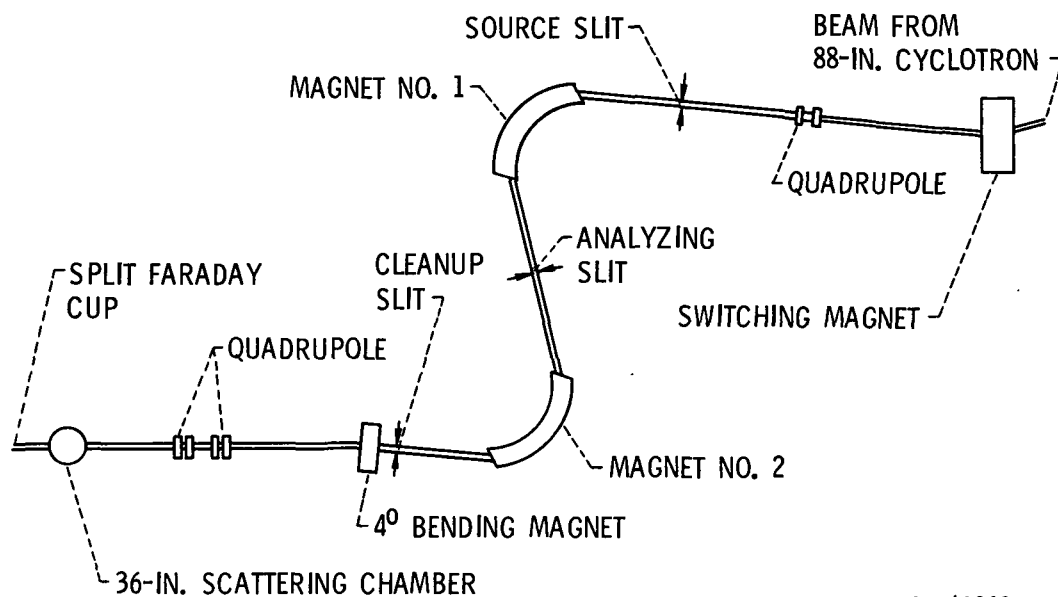 SOURCE SLIT
BEAM FROM
88-IN. CYCLOTRON
MAGNET NO. 1
QUADRUPOLE
ANALYZING
SLIT
CLEANUP
SLIT
SPLIT FARADAY
CUP
SWITCHING MAGNET
QUADRUPOLE
MAGNET NO. 2
4⁰ BENDING MAGNET
36-IN. SCATTERING CHAMBER